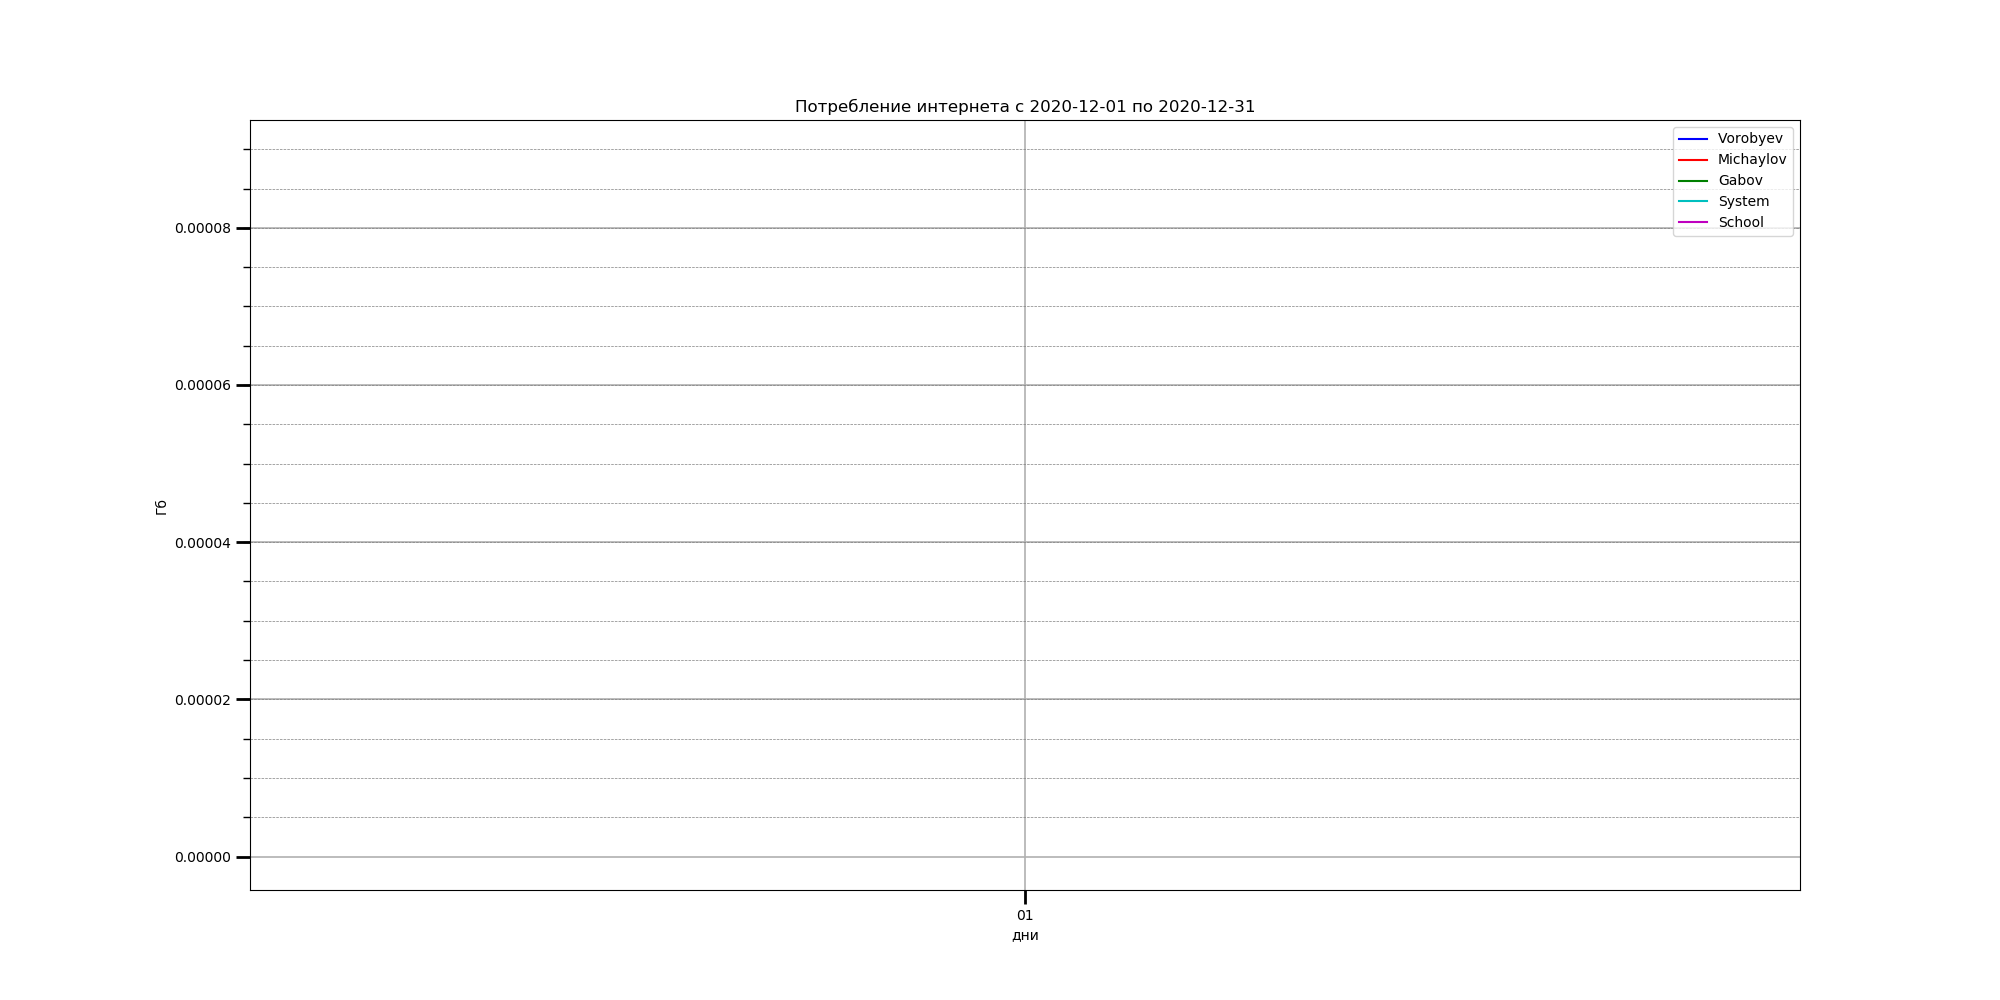 Потребление интернета с 2020-12-01 по 2020-12-31
Vorobyev
Michaylov
Gabov
System
School
0.00008
0.00006
0.00004
0.00002
0.00000
Гб
01
дни